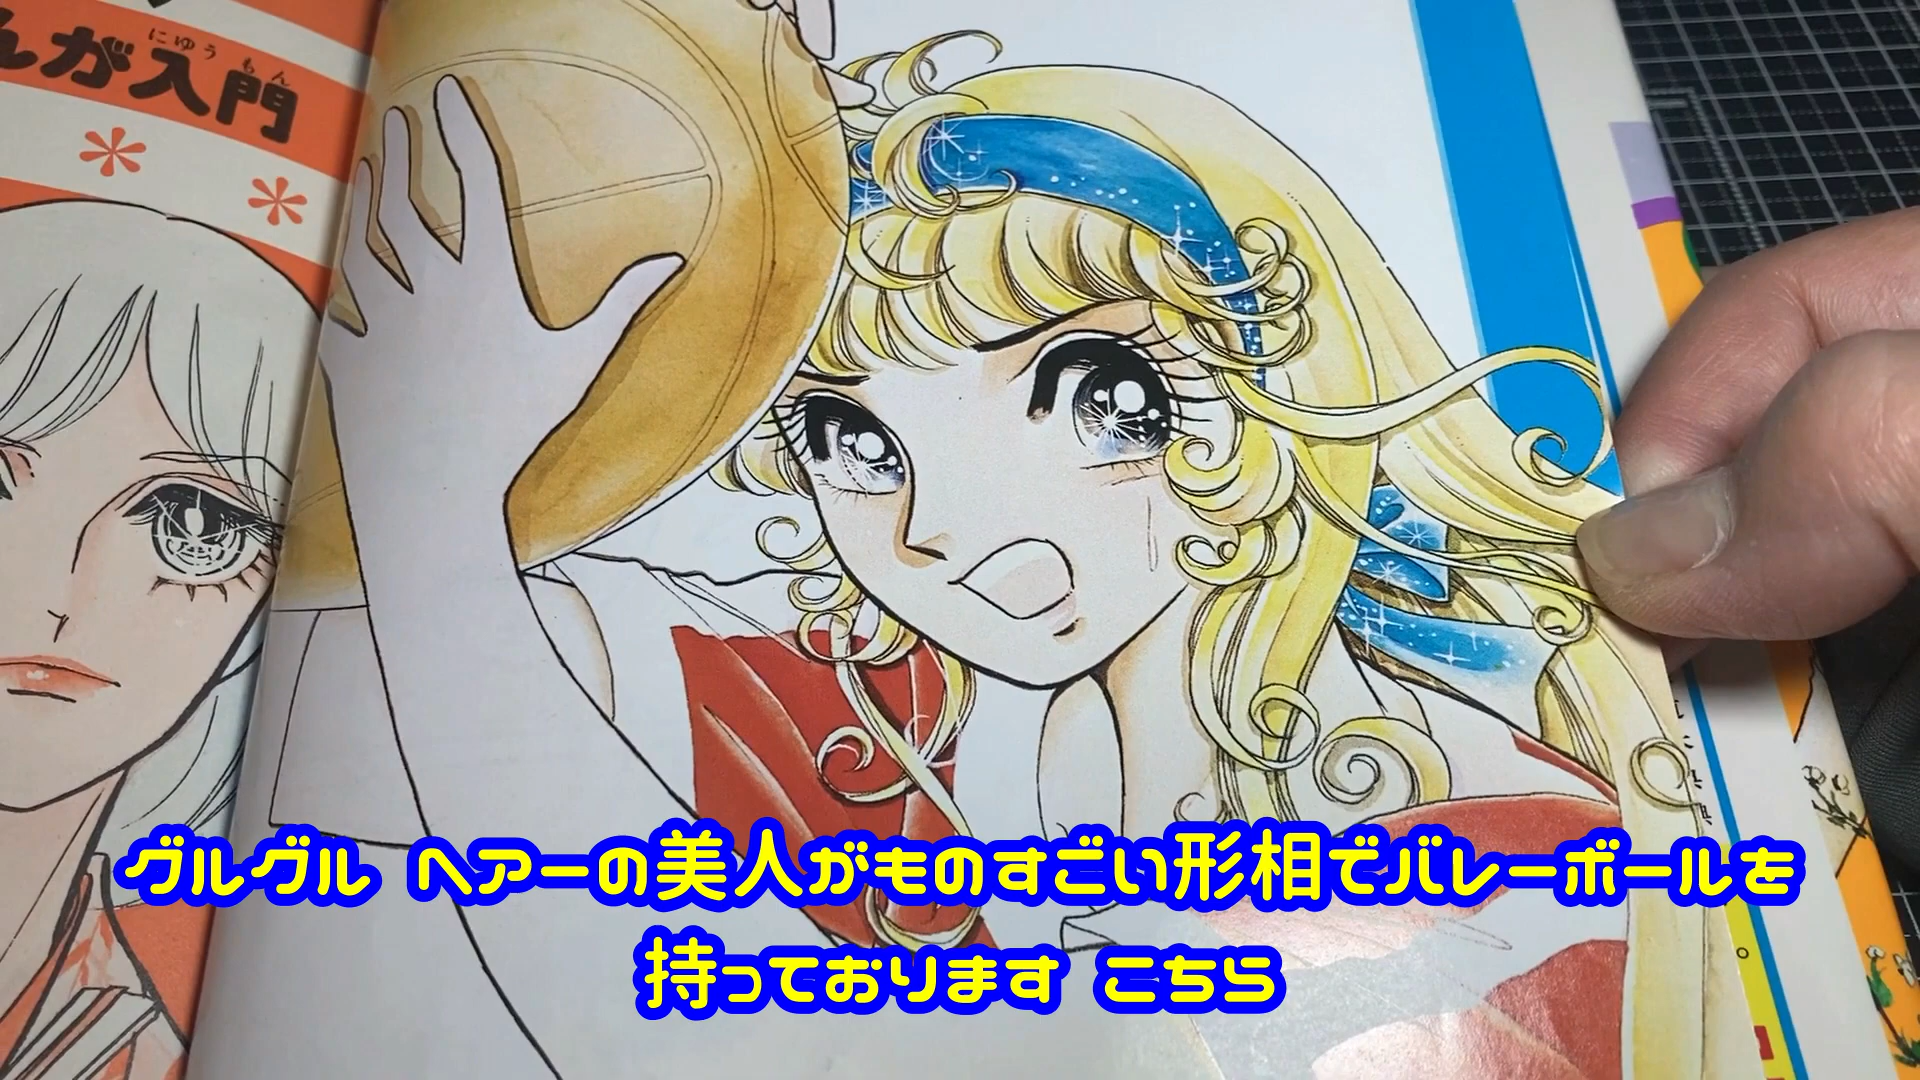 にゅうもん
んが入門
グルグル ヘアーの美人がものすごい形相でバレーボールを
持っております こちら